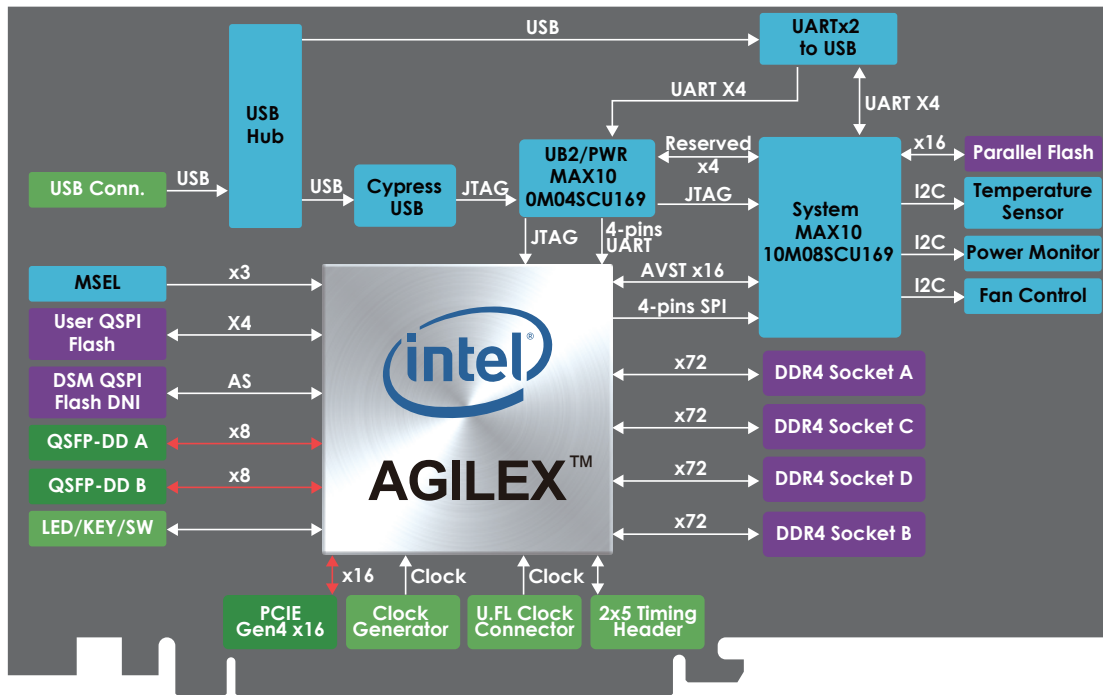 USB
UARTx2
to USB
USB
Hub
UART X4
UART X4
USB Conn.
USB
USB
Cypress
USB
JTAG
UB2/PWR
MAX10
0M04SCU169
Reserved
x4
JTAG
JTAG
4-pins
UART
System
MAX10
10M08SCU169
x16
Parallel Flash
I2C
Temperature
Sensor
I2C
Power Monitor
I2C
Fan Control
MSEL
x3
AVST x16
4-pins SPI
User QSPI
Flash
X4
DSM QSPI
Flash DNI
AS
QSFP-DD A
x8
QSFP-DD B
x8
LED/KEY/SW
intel®
AGILEX™
x72
DDR4 Socket A
x72
DDR4 Socket C
x72
DDR4 Socket D
x72
DDR4 Socket B
x16
Clock
Clock
PCIE
Gen4 x16
Clock
Generator
U.FL Clock
Connector
2x5 Timing
Header